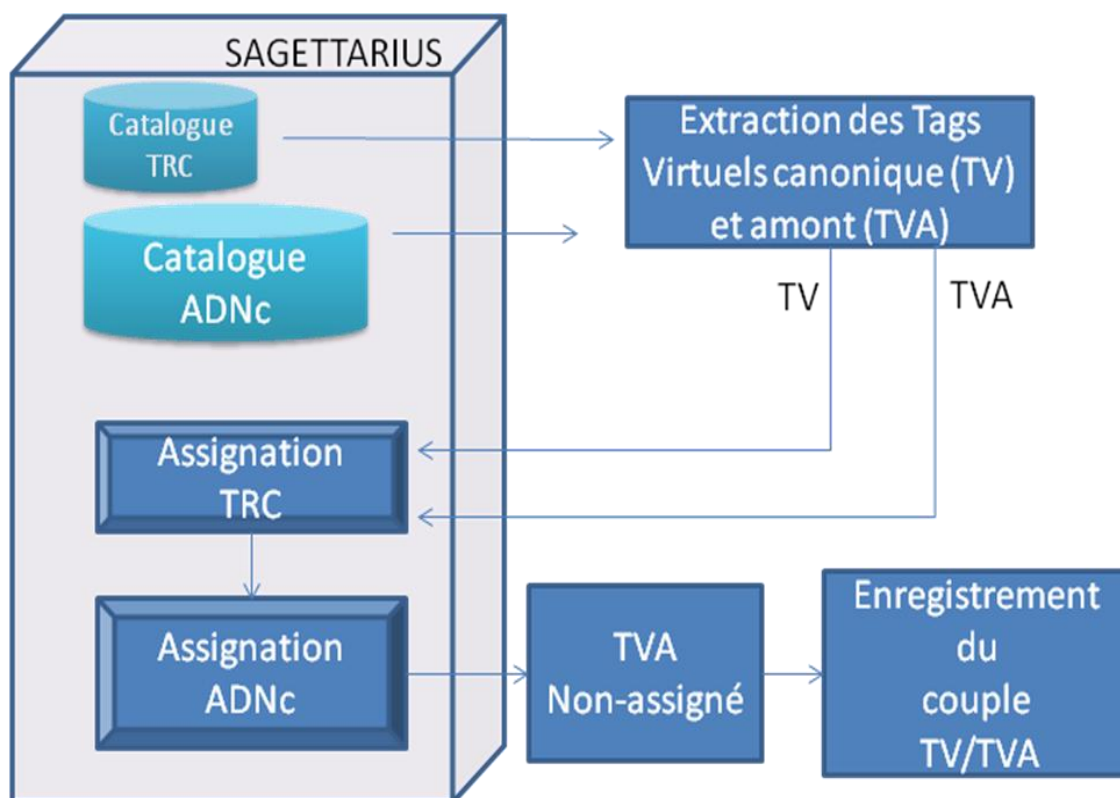 SAGETTARIUS
Catalogue
TRC
Catalogue
ADNc
Extraction des Tags
Virtuels canonique (TV)
et amont (TVA)
TV
TVA
Assignation
TRC
Assignation
ADNc
TVA
Non-assigné
Enregistrement
du
couple
TV/TVA